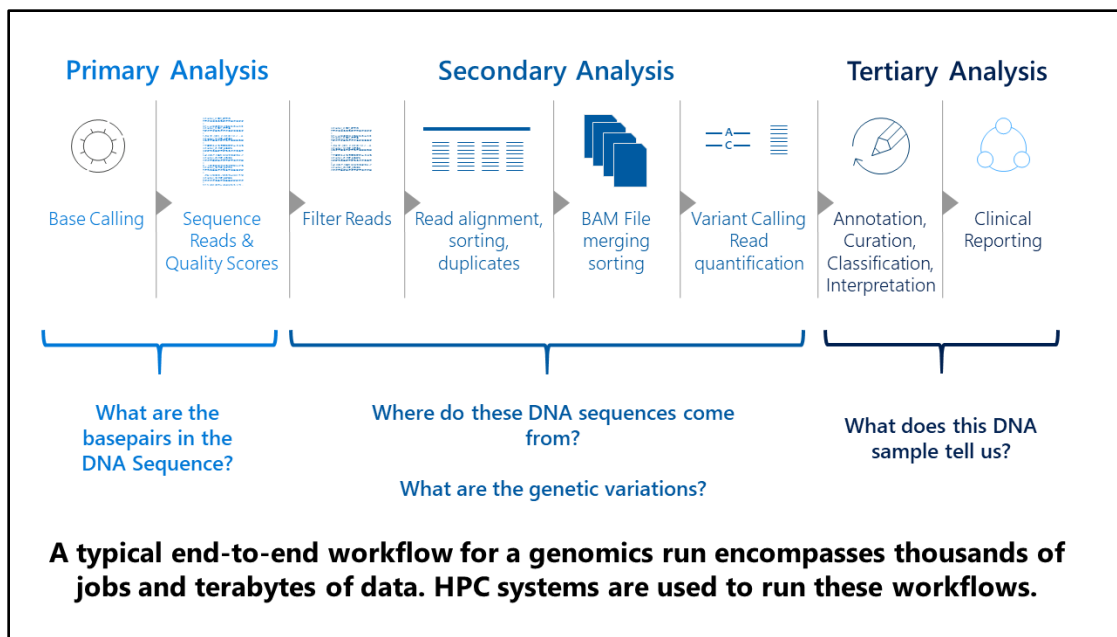 Primary Analysis
Secondary Analysis
Tertiary Analysis
A
C
Base Calling
Sequence
Reads &
Quality Scores
Filter Reads
Read alignment,
sorting,
duplicates
BAM File
merging
sorting
Variant Calling
Read
quantification
Annotation,
Curation,
Classification,
Interpretation
Clinical
Reporting
What are the
basepairs in the
DNA Sequence?
Where do these DNA sequences come
from?
What are the genetic variations?
What does this DNA
sample tell us?
A typical end-to-end workflow for a genomics run encompasses thousands of
jobs and terabytes of data. HPC systems are used to run these workflows.